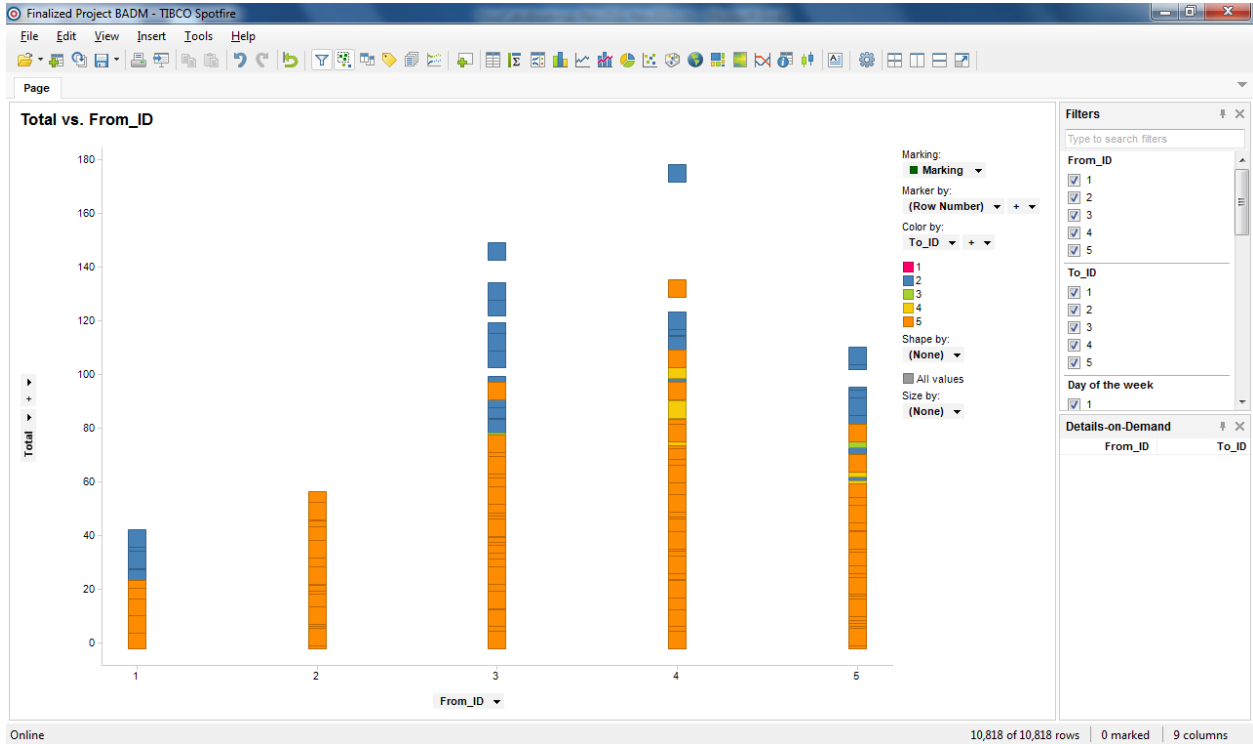 Finalized Project BADM - TIBCO Spotfire
File Edit View Insert Tools Help
Page
Total vs. From_ID
180
160
140
120
100
80
60
40
20
0
Total
+
1 2 3 4 5
From_ID
Marking:
Marking
Marker by:
(Row Number) +
Color by:
To_ID +
1
2
3
4
5
Shape by:
(None)
All values
Size by:
(None)
Filters
Type to search filters
From_ID
1
2
3
4
5
To_ID
1
2
3
4
5
Day of the week
1
Details-on-Demand
From_ID To_ID
Online
10,818 of 10,818 rows 0 marked 9 columns